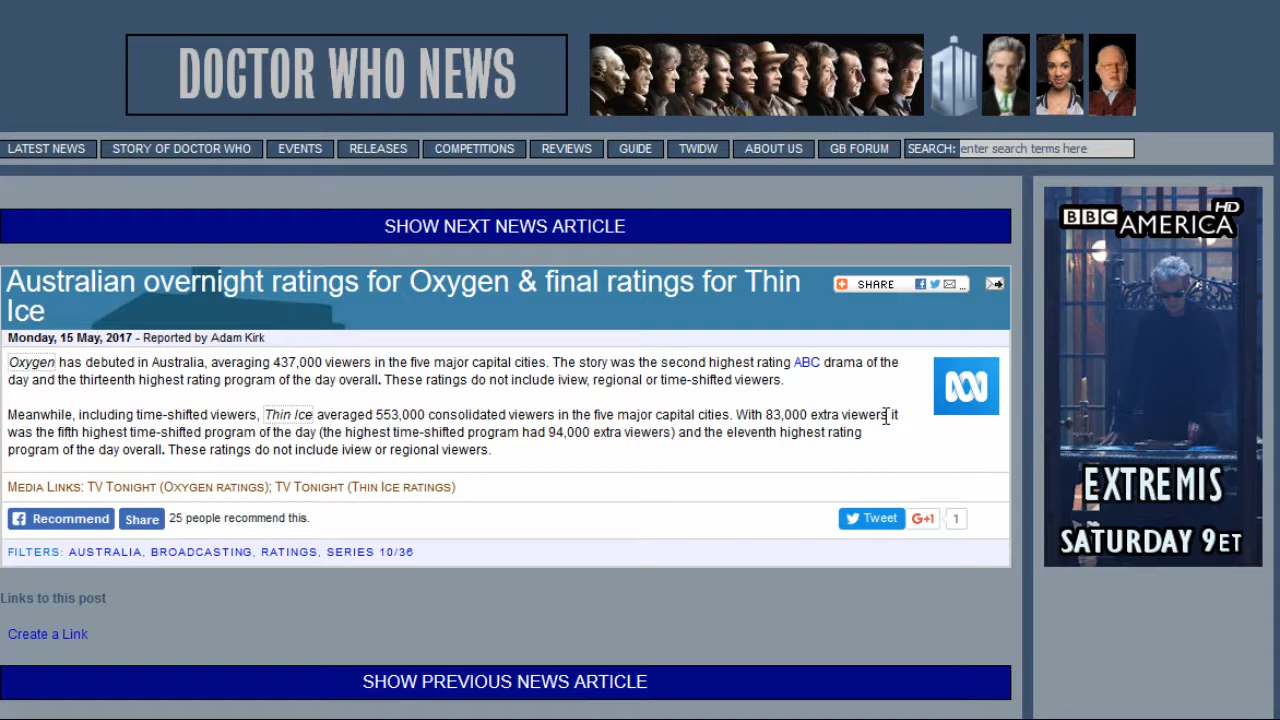 DOCTOR WHO NEWS
LATEST NEWS
STORY OF DOCTOR WHO
EVENTS
RELEASES
COMPETITIONS
REVIEWS
GUIDE
TWIDW
ABOUT US
GB FORUM
SEARCH: enter search terms here
SHOW NEXT NEWS ARTICLE
Australian overnight ratings for Oxygen & final ratings for Thin
Ice
SHARE ...
Monday, 15 May, 2017 - Reported by Adam Kirk
Oxygen has debuted in Australia, averaging 437,000 viewers in the five major capital cities. The story was the second highest rating ABC drama of the
day and the thirteenth highest rating program of the day overall. These ratings do not include iview, regional or time-shifted viewers.
Meanwhile, including time-shifted viewers, Thin Ice averaged 553,000 consolidated viewers in the five major capital cities. With 83,000 extra viewers it
was the fifth highest time-shifted program of the day (the highest time-shifted program had 94,000 extra viewers) and the eleventh highest rating
program of the day overall. These ratings do not include iview or regional viewers.
MEDIA LINKS: TV TONIGHT (OXYGEN RATINGS); TV TONIGHT (THIN ICE RATINGS)
Recommend Share 25 people recommend this.
Tweet G+1 1
FILTERS: AUSTRALIA, BROADCASTING, RATINGS, SERIES 10/36
Links to this post
Create a Link
SHOW PREVIOUS NEWS ARTICLE
BBC AMERICA HD
EXTREMIS
SATURDAY 9ET